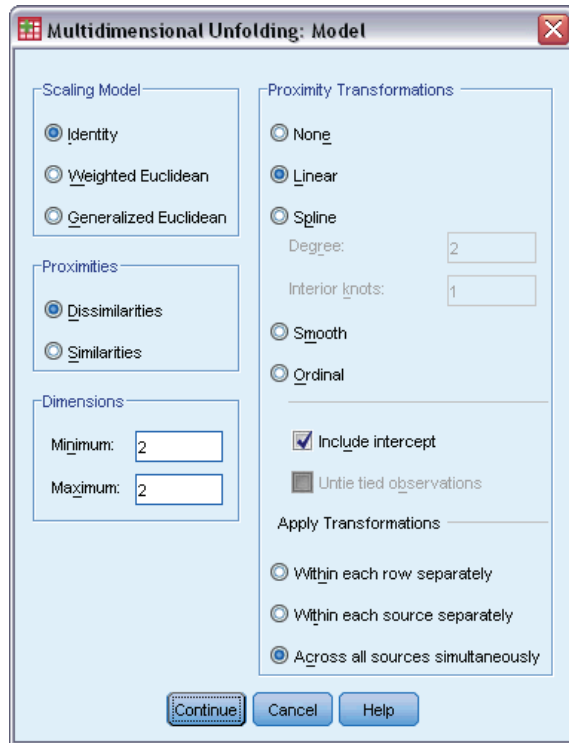 Multidimensional Unfolding: Model
Scaling Model
Identity
Weighted Euclidean
Generalized Euclidean
Proximities
Dissimilarities
Similarities
Dimensions
Minimum: 2
Maximum: 2
Proximity Transformations
None
Linear
Spline
Degree: 2
Interior knots: 1
Smooth
Ordinal
Include intercept
Untie tied observations
Apply Transformations
Within each row separately
Within each source separately
Across all sources simultaneously
Continue Cancel Help